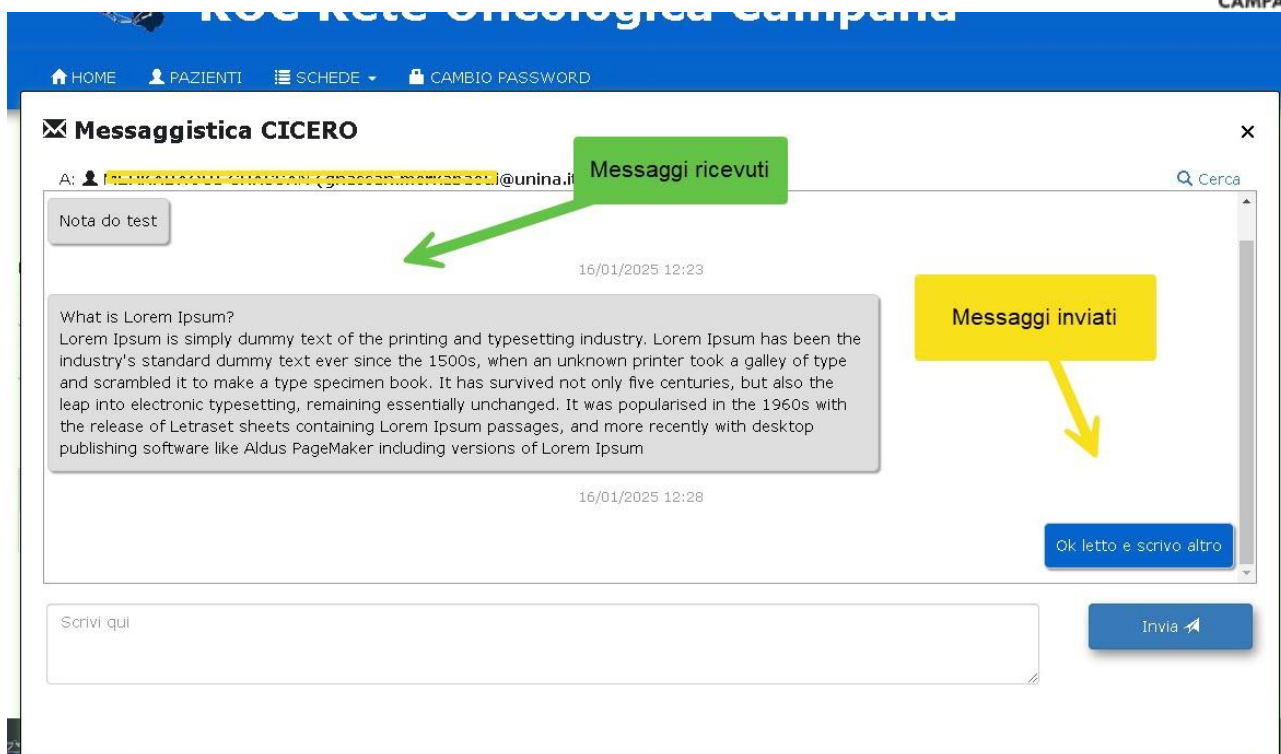 ROC Rete Oncologica Campana
CAMPA
HOME PAZIENTI SCHEDE CAMBIO PASSWORD
Messaggistica CICERO
×
A: @unina.it
Messaggi ricevuti
Cerca
Nota do test
16/01/2025 12:23
What is Lorem Ipsum?
Lorem Ipsum is simply dummy text of the printing and typesetting industry. Lorem Ipsum has been the
industry's standard dummy text ever since the 1500s, when an unknown printer took a galley of type
and scrambled it to make a type specimen book. It has survived not only five centuries, but also the
leap into electronic typesetting, remaining essentially unchanged. It was popularised in the 1960s with
the release of Letraset sheets containing Lorem Ipsum passages, and more recently with desktop
publishing software like Aldus PageMaker including versions of Lorem Ipsum
Messaggi inviati
16/01/2025 12:28
Ok letto e scrivo altro
Scrivi qui
Invia